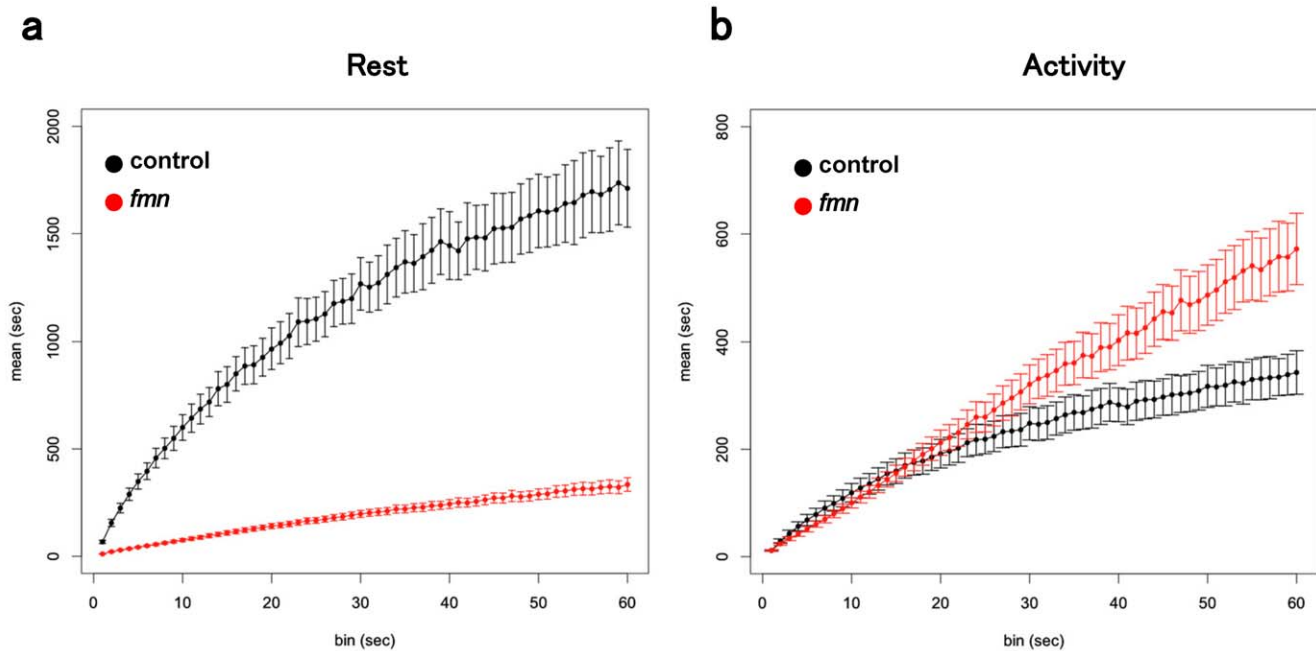 a
Rest
2000
1500
1000
500
0
mean (sec)
control
fmn
0 10 20 30 40 50 60
bin (sec)
b
Activity
800
600
400
200
0
mean (sec)
control
fmn
0 10 20 30 40 50 60
bin (sec)